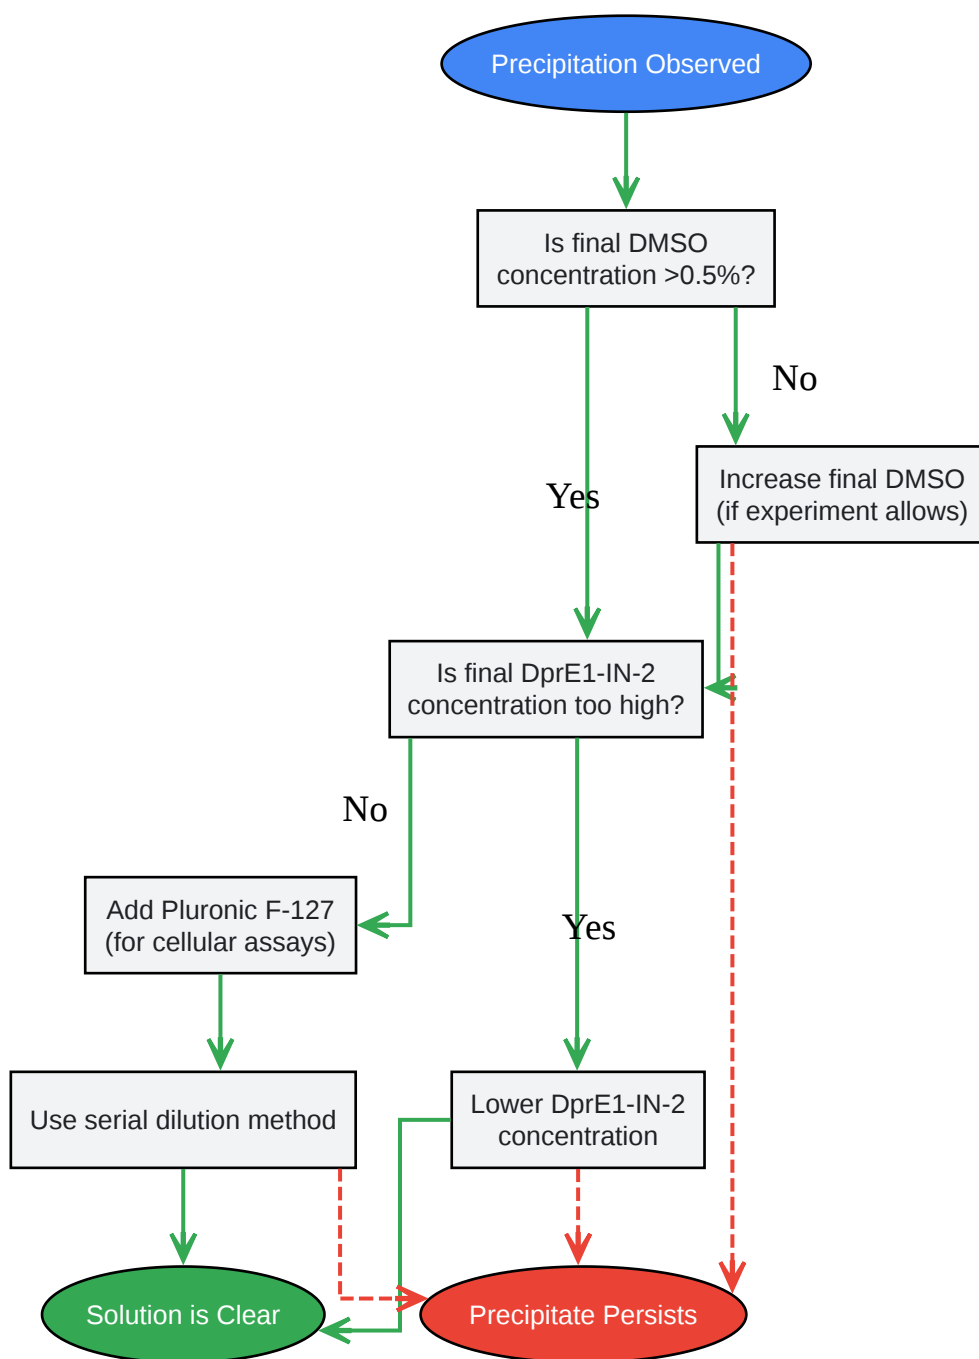 Precipitation Observed
Is final DMSO
concentration >0.5%?
No
Increase final DMSO
(if experiment allows)
Yes
Is final DprE1-IN-2
concentration too high?
No
Add Pluronic F-127
(for cellular assays)
Yes
Use serial dilution method
Lower DprE1-IN-2
concentration
Solution is Clear
Precipitate Persists